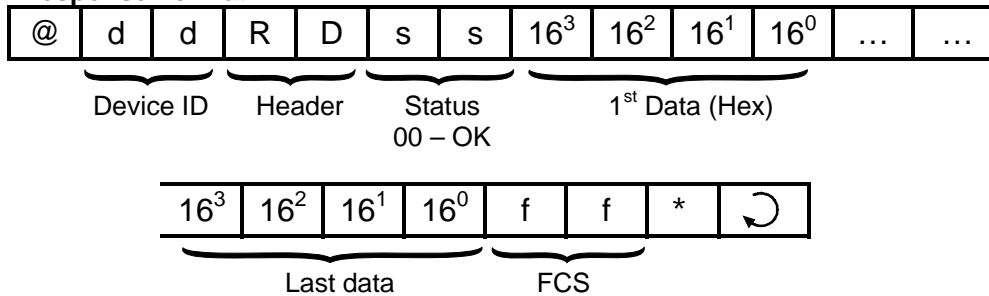 @ d d R D s s 16³ 16² 16¹ 16⁰ … …
Device ID Header Status 1st Data (Hex)
00 – OK
16³ 16² 16¹ 16⁰ f f *
Last data FCS